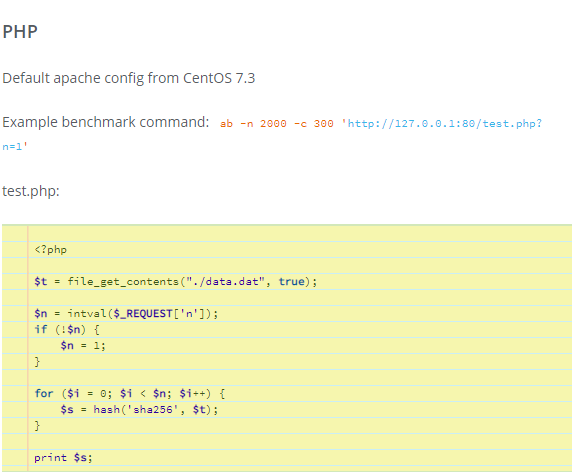 PHP
Default apache config from CentOS 7.3
Example benchmark command: ab -n 2000 -c 300 'http://127.0.0.1:80/test.php?
n=1'
test.php:
<?php
$t = file_get_contents("./data.dat", true);
$n = intval($_REQUEST['n']);
if (!$n) {
$n = 1;
}
for ($i = 0; $i < $n; $i++) {
$s = hash('sha256', $t);
}
print $s;